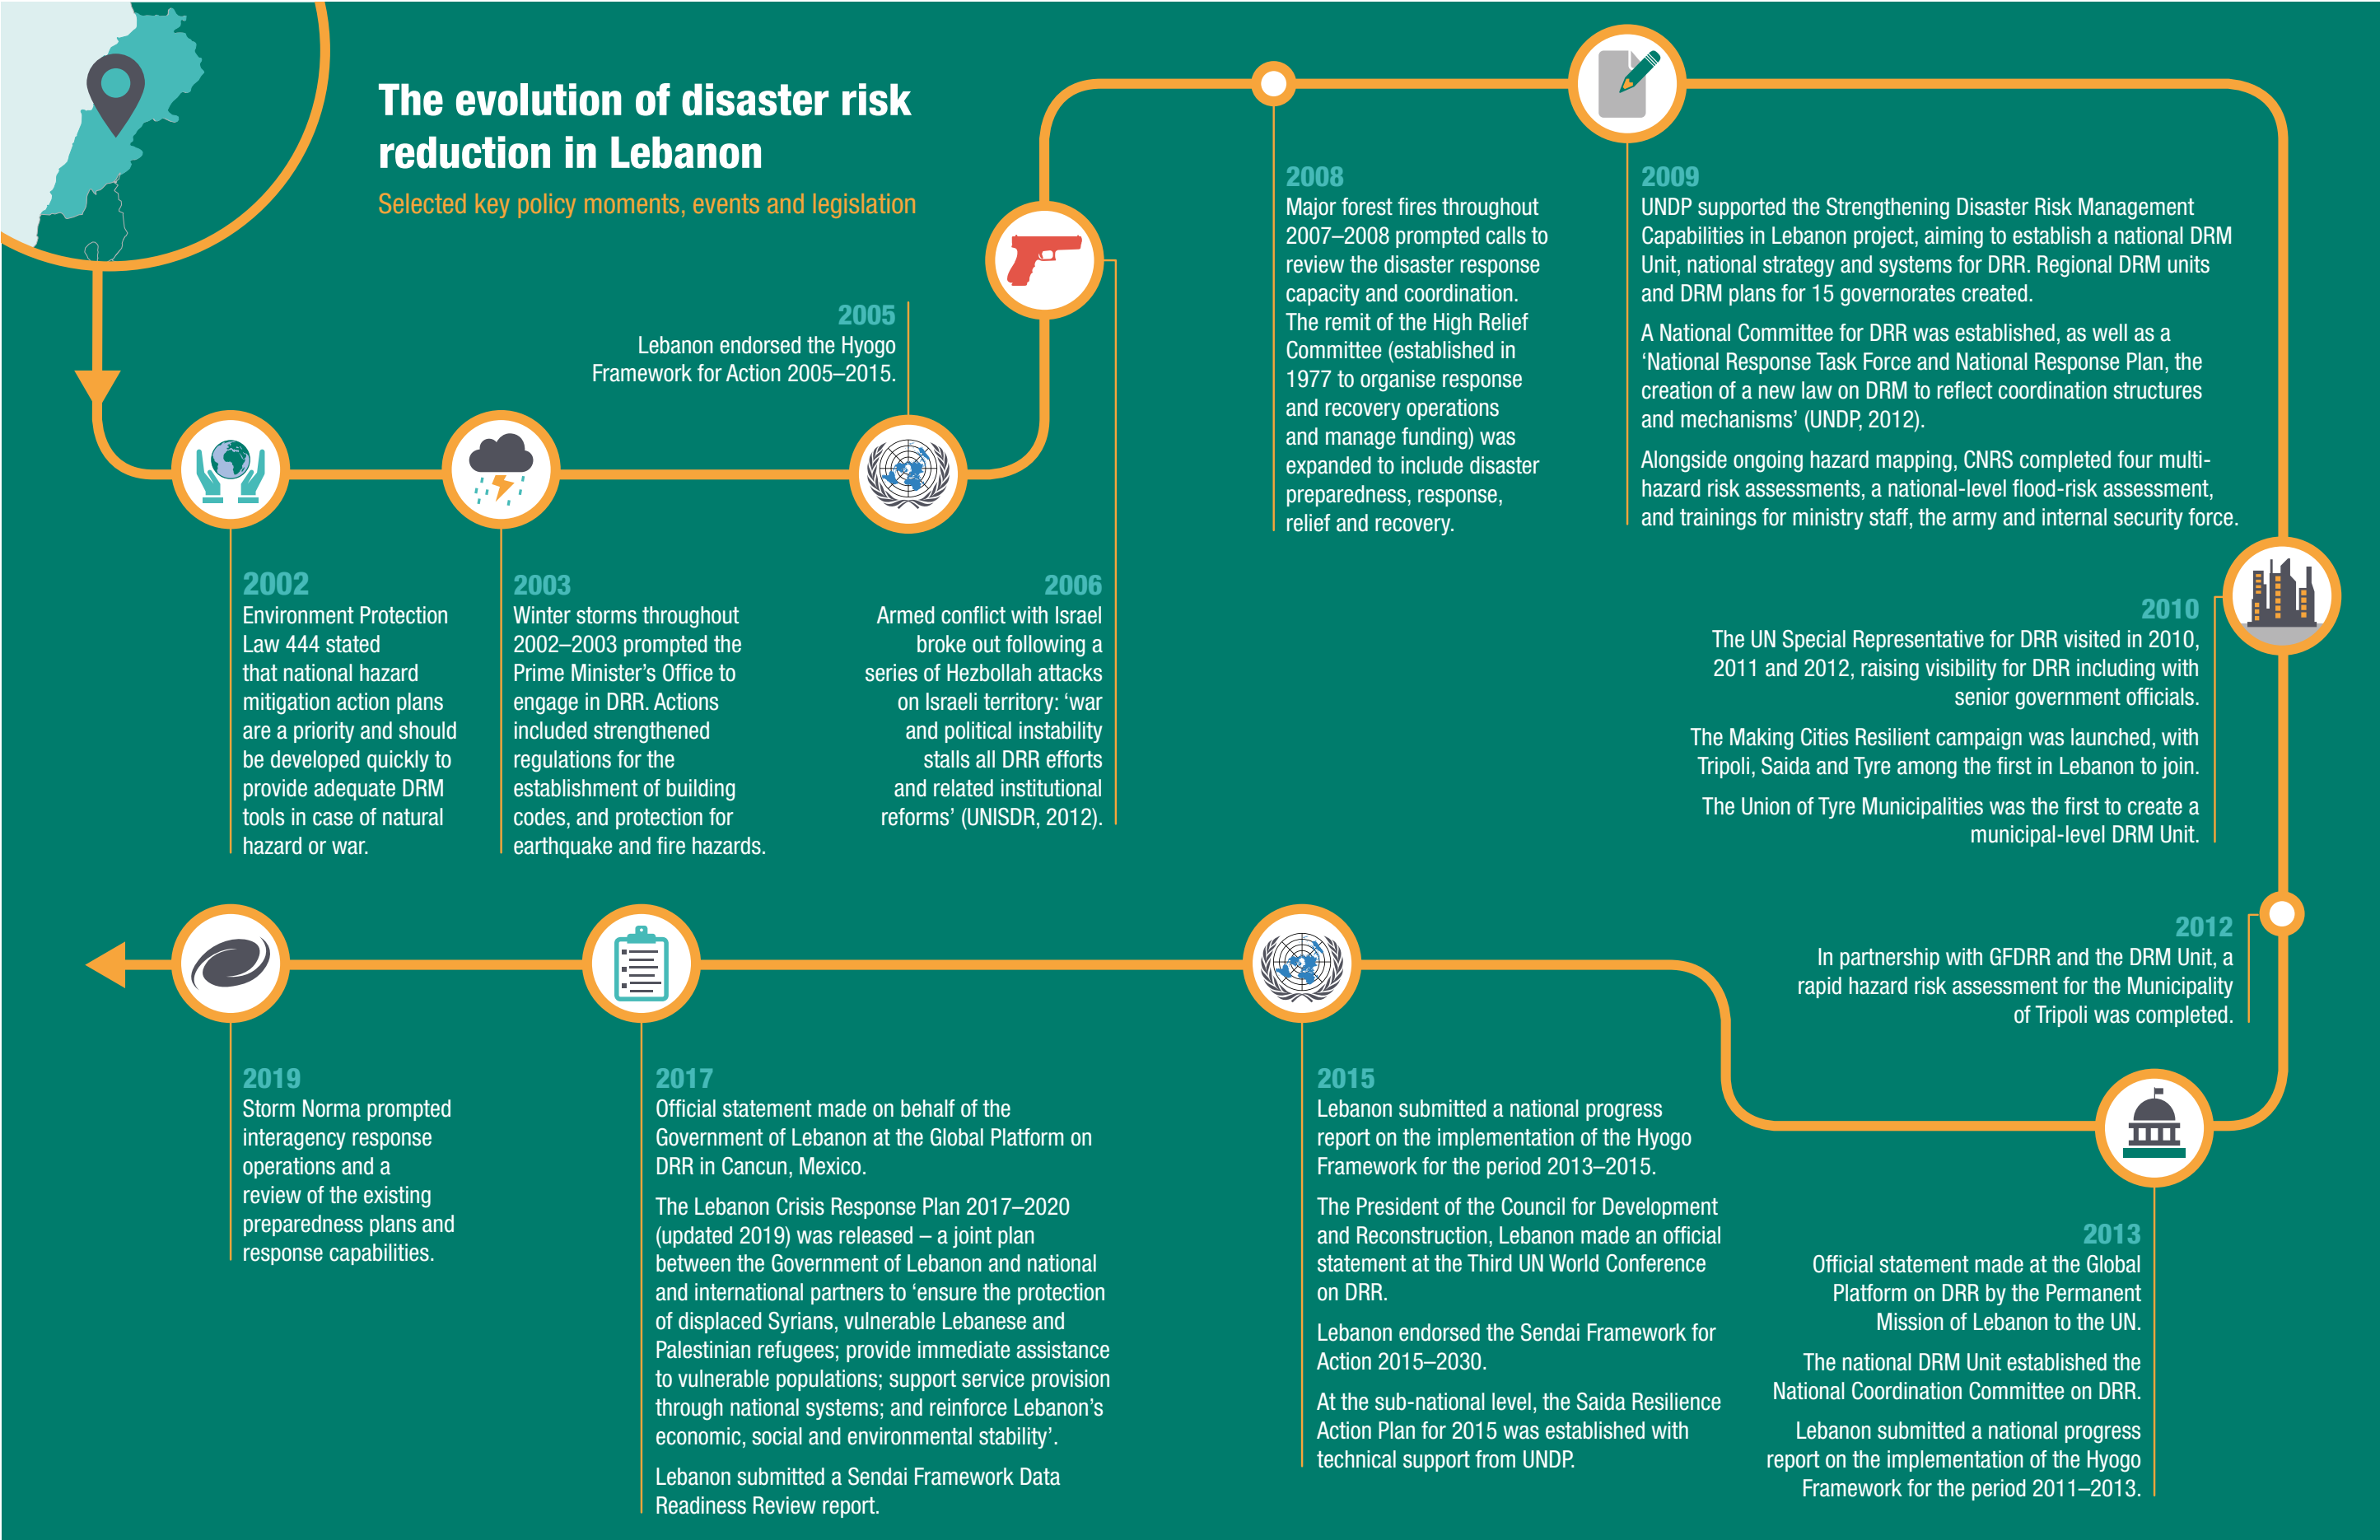 The evolution of disaster risk
reduction in Lebanon
Selected key policy moments, events and legislation
2002
Environment Protection
Law 444 stated
that national hazard
mitigation action plans
are a priority and should
be developed quickly to
provide adequate DRM
tools in case of natural
hazard or war.
2003
Winter storms throughout
2002–2003 prompted the
Prime Minister’s Office to
engage in DRR. Actions
included strengthened
regulations for the
establishment of building
codes, and protection for
earthquake and fire hazards.
2005
Lebanon endorsed the Hyogo
Framework for Action 2005–2015.
2006
Armed conflict with Israel
broke out following a
series of Hezbollah attacks
on Israeli territory: ‘war
and political instability
stalls all DRR efforts
and related institutional
reforms’ (UNISDR, 2012).
2008
Major forest fires throughout
2007–2008 prompted calls to
review the disaster response
capacity and coordination.
The remit of the High Relief
Committee (established in
1977 to organise response
and recovery operations
and manage funding) was
expanded to include disaster
preparedness, response,
relief and recovery.
2009
UNDP supported the Strengthening Disaster Risk Management
Capabilities in Lebanon project, aiming to establish a national DRM
Unit, national strategy and systems for DRR. Regional DRM units
and DRM plans for 15 governorates created.
A National Committee for DRR was established, as well as a
‘National Response Task Force and National Response Plan, the
creation of a new law on DRM to reflect coordination structures
and mechanisms’ (UNDP, 2012).
Alongside ongoing hazard mapping, CNRS completed four multi-
hazard risk assessments, a national-level flood-risk assessment,
and trainings for ministry staff, the army and internal security force.
2010
The UN Special Representative for DRR visited in 2010,
2011 and 2012, raising visibility for DRR including with
senior government officials.
The Making Cities Resilient campaign was launched, with
Tripoli, Saida and Tyre among the first in Lebanon to join.
The Union of Tyre Municipalities was the first to create a
municipal-level DRM Unit.
2012
In partnership with GFDRR and the DRM Unit, a
rapid hazard risk assessment for the Municipality
of Tripoli was completed.
2013
Official statement made at the Global
Platform on DRR by the Permanent
Mission of Lebanon to the UN.
The national DRM Unit established the
National Coordination Committee on DRR.
Lebanon submitted a national progress
report on the implementation of the Hyogo
Framework for the period 2011–2013.
2015
Lebanon submitted a national progress
report on the implementation of the Hyogo
Framework for the period 2013–2015.
The President of the Council for Development
and Reconstruction, Lebanon made an official
statement at the Third UN World Conference
on DRR.
Lebanon endorsed the Sendai Framework for
Action 2015–2030.
At the sub-national level, the Saida Resilience
Action Plan for 2015 was established with
technical support from UNDP.
2017
Official statement made on behalf of the
Government of Lebanon at the Global Platform on
DRR in Cancun, Mexico.
The Lebanon Crisis Response Plan 2017–2020
(updated 2019) was released – a joint plan
between the Government of Lebanon and national
and international partners to ‘ensure the protection
of displaced Syrians, vulnerable Lebanese and
Palestinian refugees; provide immediate assistance
to vulnerable populations; support service provision
through national systems; and reinforce Lebanon’s
economic, social and environmental stability’.
Lebanon submitted a Sendai Framework Data
Readiness Review report.
2019
Storm Norma prompted
interagency response
operations and a
review of the existing
preparedness plans and
response capabilities.